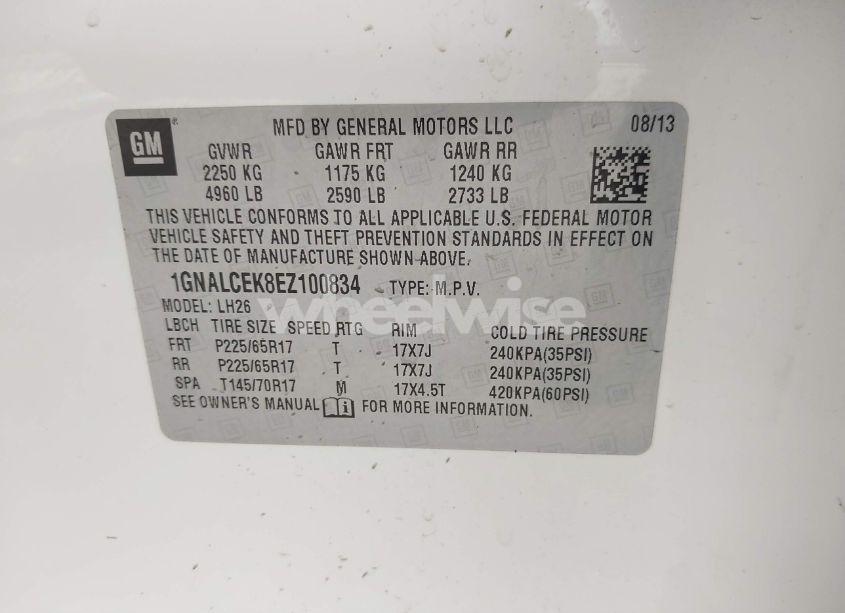 GM
MFD BY GENERAL MOTORS LLC 08/13
GVWR GAWR FRT GAWR RR
2250 KG 1175 KG 1240 KG
4960 LB 2590 LB 2733 LB
THIS VEHICLE CONFORMS TO ALL APPLICABLE U.S. FEDERAL MOTOR
VEHICLE SAFETY AND THEFT PREVENTION STANDARDS IN EFFECT ON
THE DATE OF MANUFACTURE SHOWN ABOVE.
1GNALCEK8EZ100834 TYPE: M.P.V.
wheelwise
MODEL: LH26
LBCH TIRE SIZE SPEED RTG RIM COLD TIRE PRESSURE
FRT P225/65R17 T 17X7J 240KPA(35PSI)
RR P225/65R17 T 17X7J 240KPA(35PSI)
SPA T145/70R17 M 17X4.5T 420KPA(60PSI)
SEE OWNER'S MANUAL i FOR MORE INFORMATION.